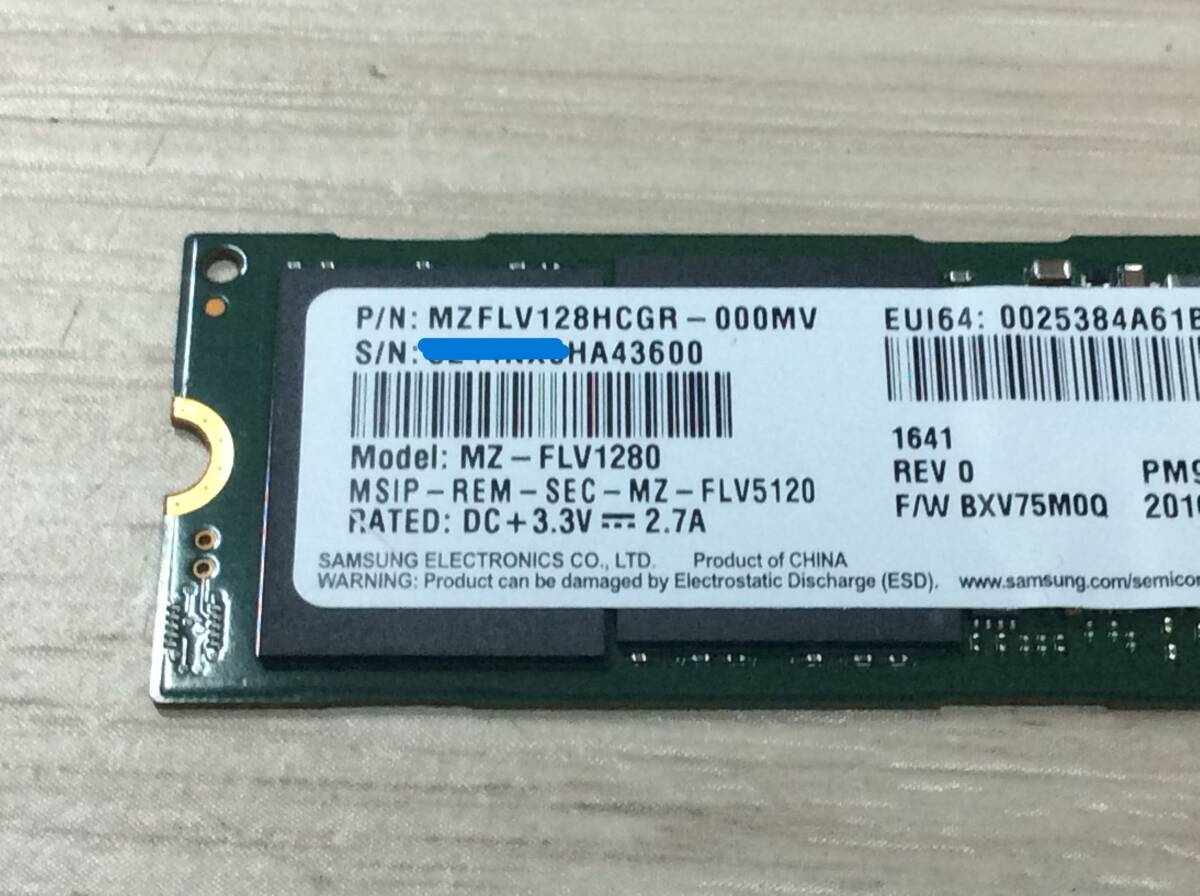 P/N: MZFLV128HCGR-000MV
S/N: HA43600
Model: MZ-FLV1280
MSIP-REM-SEC-MZ-FLV5120
RATED: DC+3.3V ⎓ 2.7A
EUI64: 0025384A61
1641
REV 0
F/W BXV75M0Q
SAMSUNG ELECTRONICS CO., LTD. Product of CHINA
WARNING: Product can be damaged by Electrostatic Discharge (ESD).